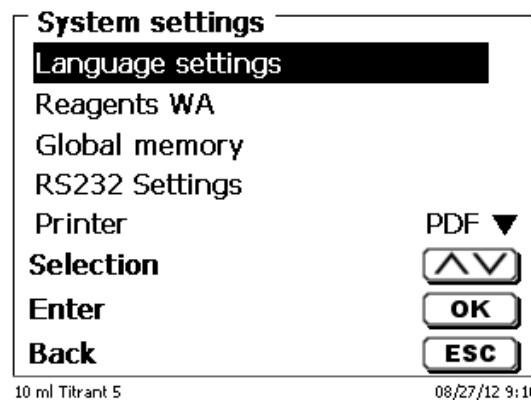 System settings
Language settings
Reagents WA
Global memory
RS232 Settings
Printer PDF ▼
Selection
Enter OK
Back ESC
10 ml Titrant 5 08/27/12